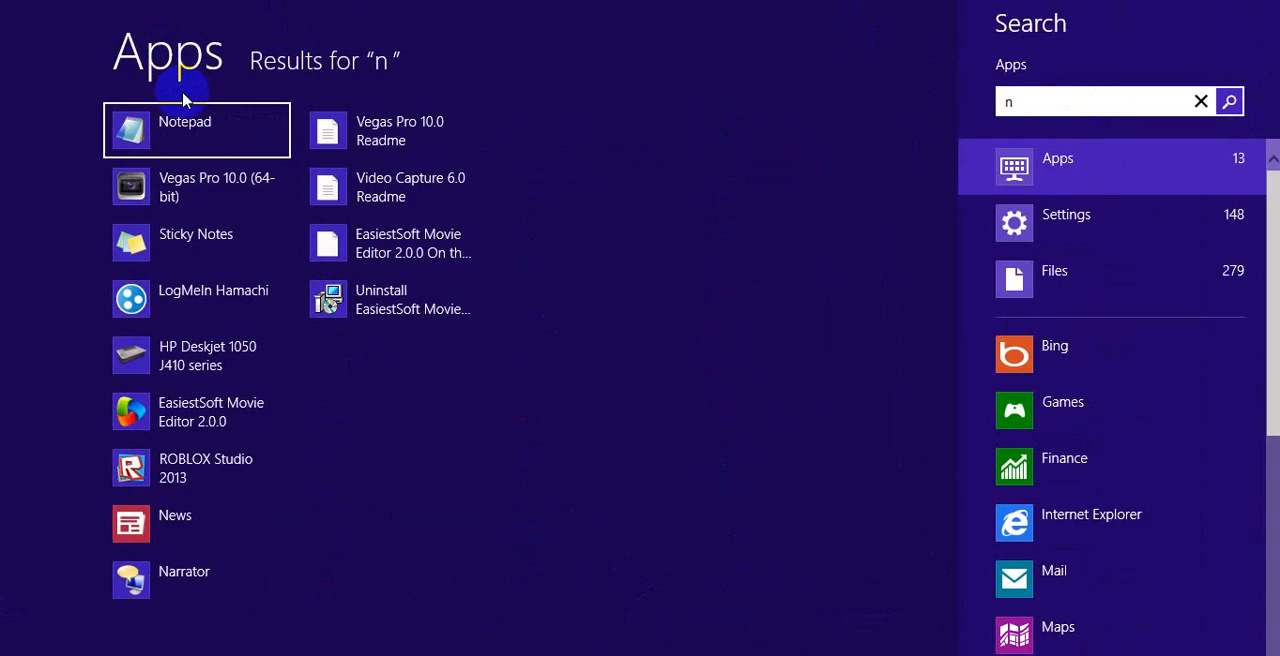 Apps Results for “n ”
Notepad
Vegas Pro 10.0 (64-
bit)
Sticky Notes
LogMeIn Hamachi
HP Deskjet 1050
J410 series
EasiestSoft Movie
Editor 2.0.0
ROBLOX Studio
2013
News
Narrator
Vegas Pro 10.0
Readme
Video Capture 6.0
Readme
EasiestSoft Movie
Editor 2.0.0 On th...
Uninstall
EasiestSoft Movie...
Search
Apps
n
Apps 13
Settings 148
Files 279
Bing
Games
Finance
Internet Explorer
Mail
Maps